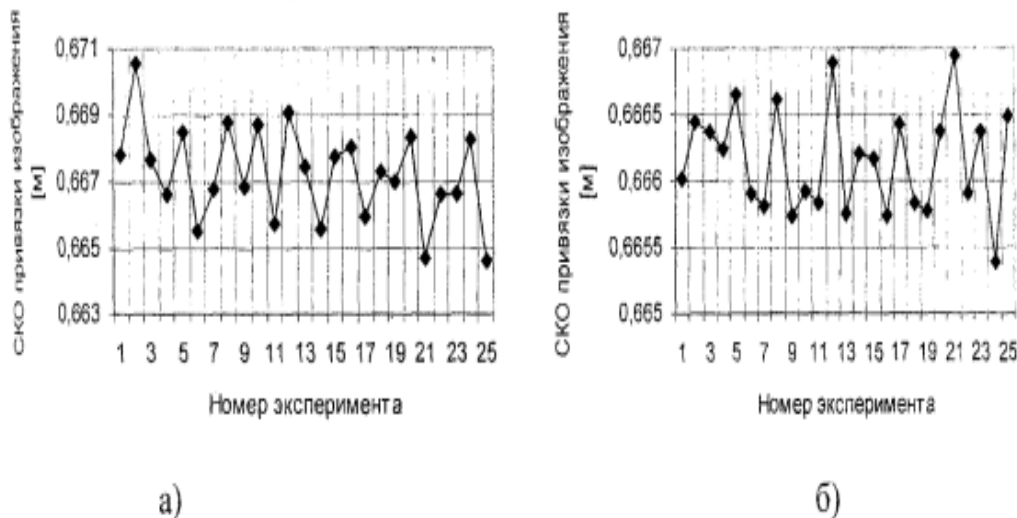 СКО привязки изображения
[м]
0,671
0,669
0,667
0,665
0,663
1 3 5 7 9 11 13 15 17 19 21 23 25
Номер эксперимента
а)
СКО привязки изображения
[м]
0,667
0,6665
0,666
0,6655
0,665
1 3 5 7 9 11 13 15 17 19 21 23 25
Номер эксперимента
б)